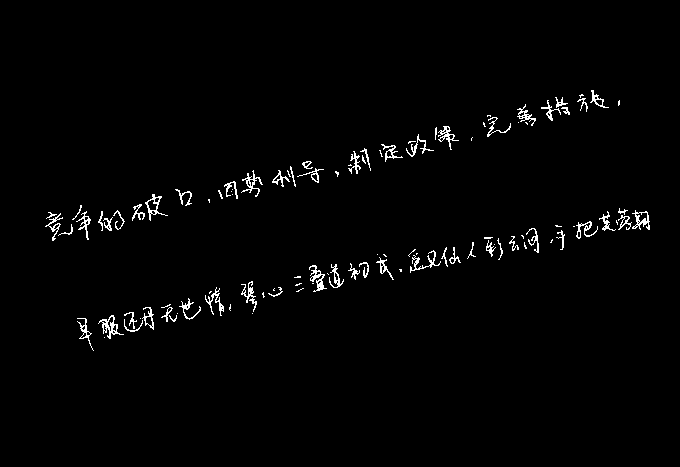 竞争的破口,因势利导,制定政策,完善措施,
早服还丹无世情,琴心三叠道初成,遥见仙人彩云间,手把芙蓉朝